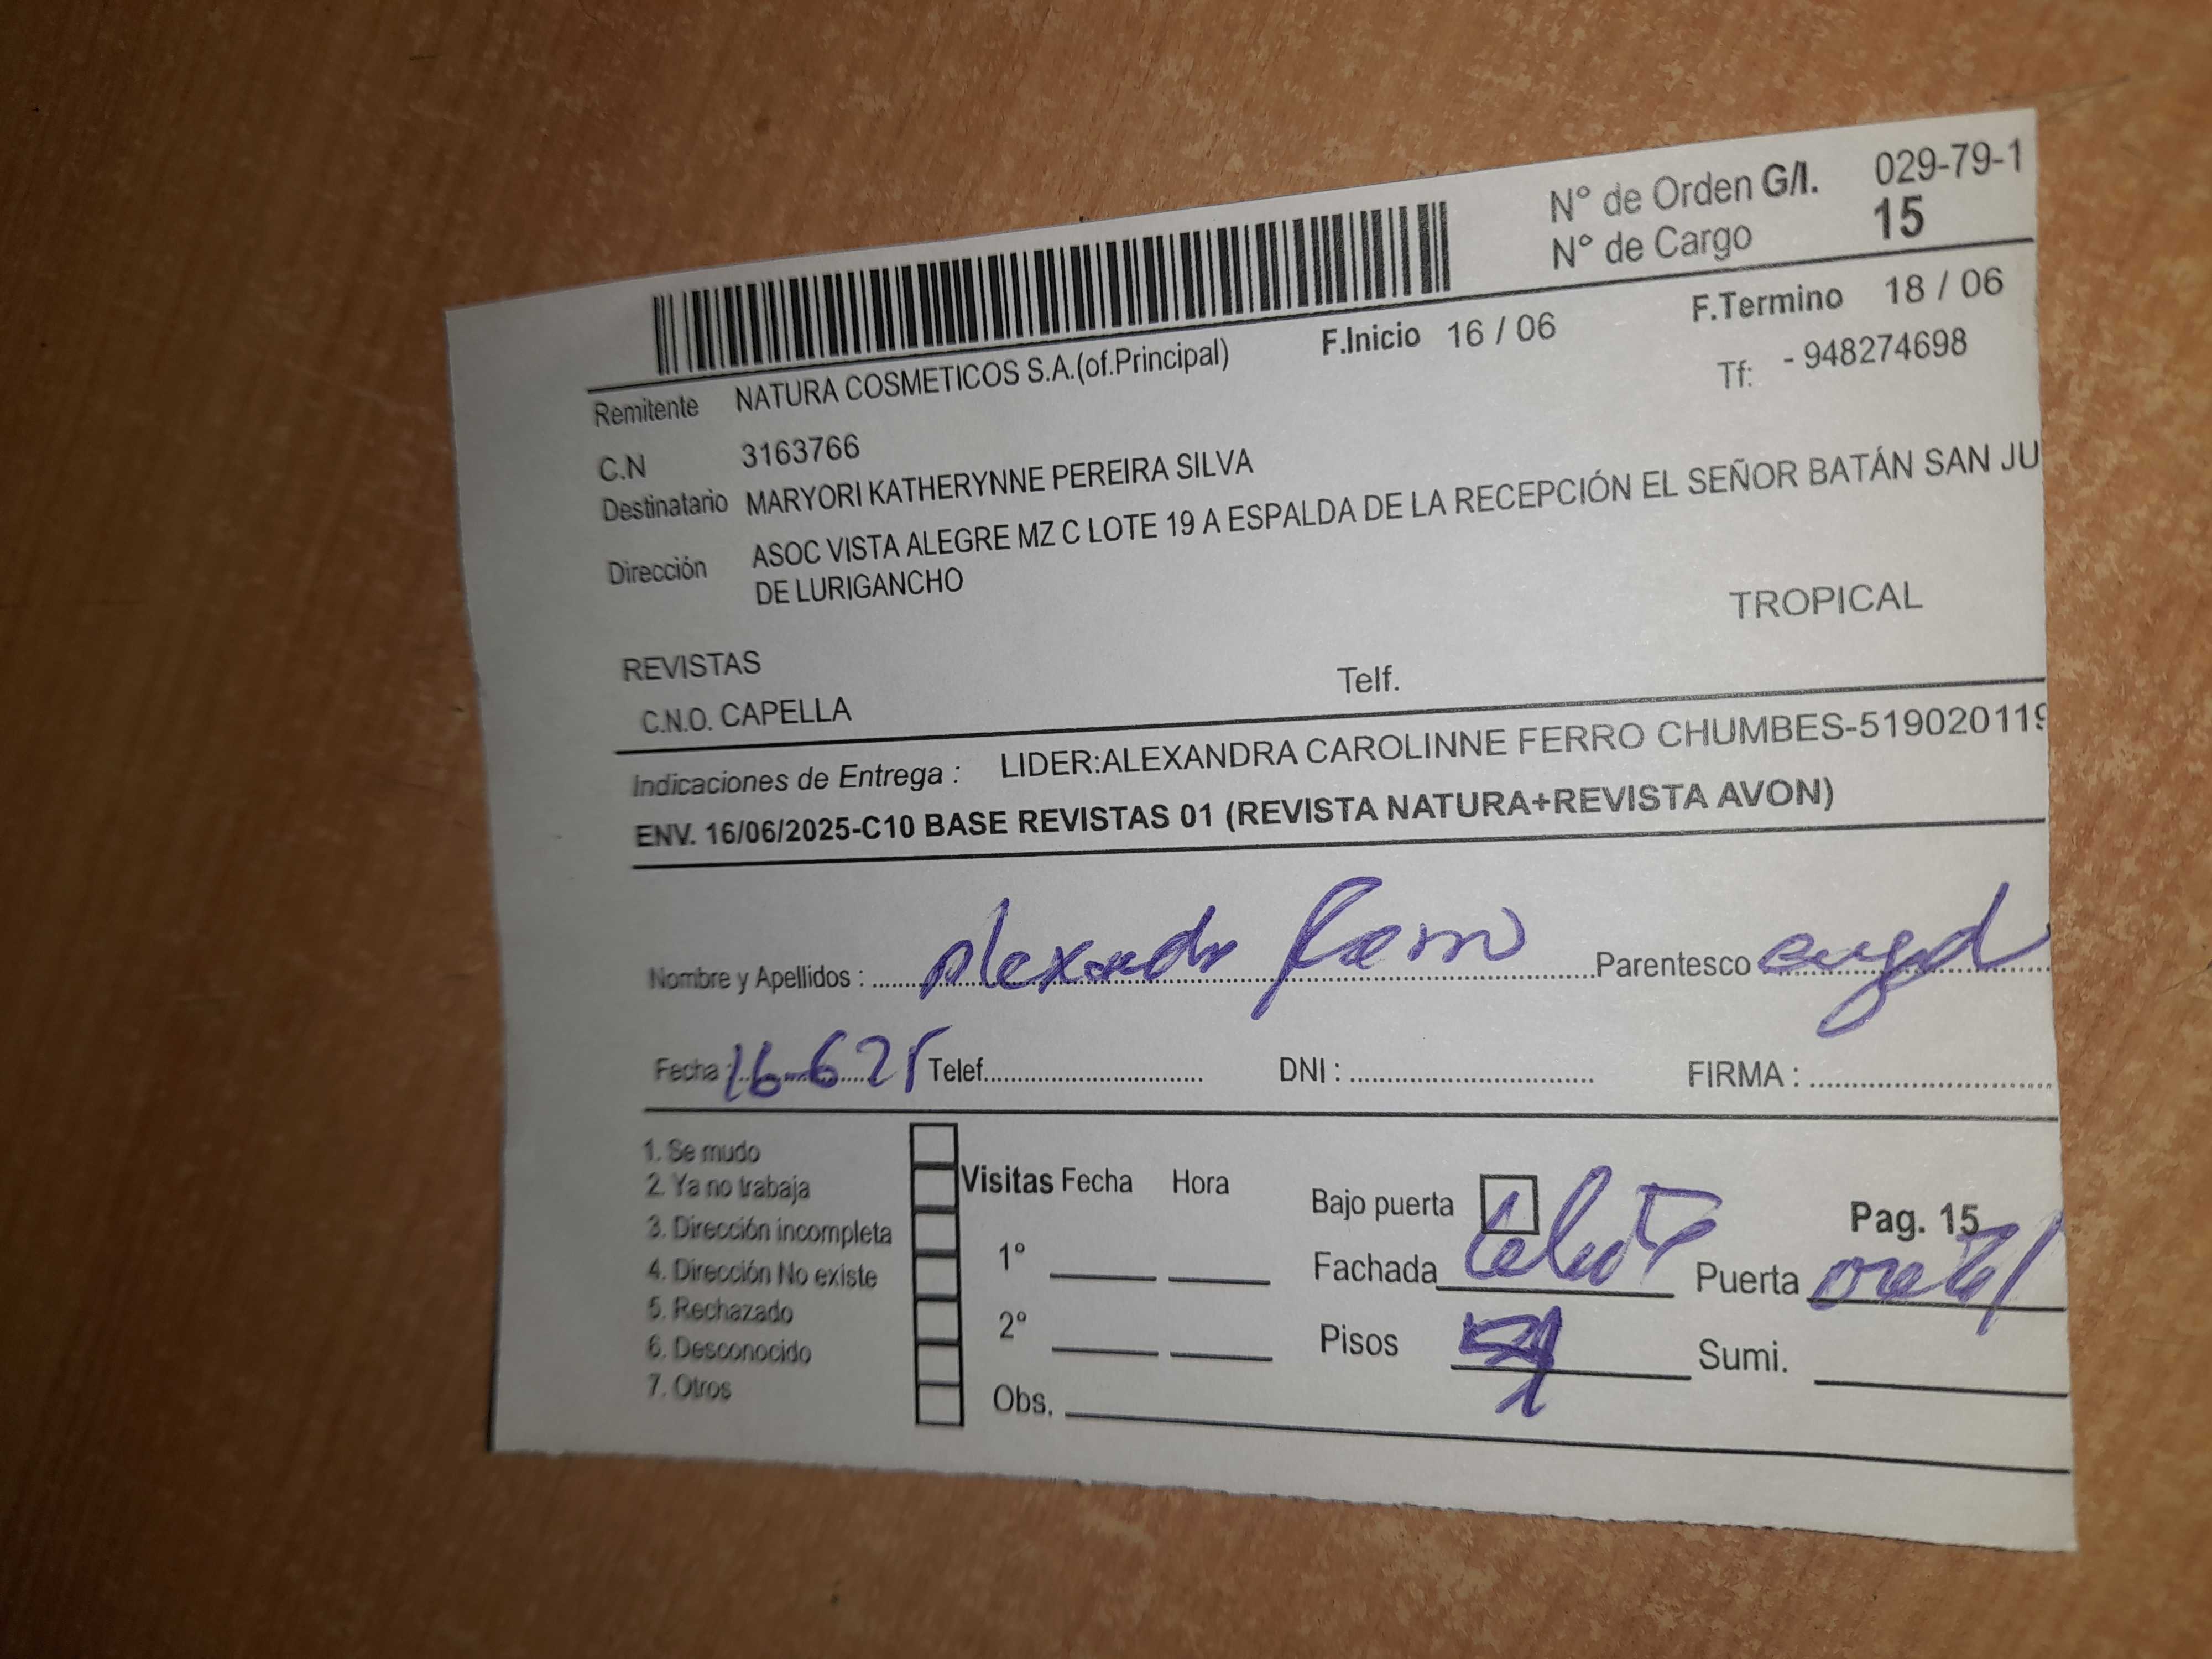 N° de Orden G/I. 029-79-1
N° de Cargo 15
F.Inicio 16 / 06 F.Termino 18 / 06
Remitente NATURA COSMETICOS S.A.(of.Principal) Tf: - 948274698
C.N 3163766
Destinatario MARYORI KATHERYNNE PEREIRA SILVA
Dirección ASOC VISTA ALEGRE MZ C LOTE 19 A ESPALDA DE LA RECEPCIÓN EL SEÑOR BATÁN SAN JU
DE LURIGANCHO
TROPICAL
REVISTAS
C.N.O. CAPELLA Telf.
Indicaciones de Entrega : LIDER:ALEXANDRA CAROLINNE FERRO CHUMBES-519020119
ENV. 16/06/2025-C10 BASE REVISTAS 01 (REVISTA NATURA+REVISTA AVON)
Nombre y Apellidos : Alexandra Ferro Parentesco
Fecha : 16-6 25 Telef. DNI : FIRMA :
1. Se mudo
2. Ya no trabaja
3. Dirección incompleta
4. Dirección No existe
5. Rechazado
6. Desconocido
7. Otros
Visitas Fecha Hora
1°
2°
Obs.
Bajo puerta Pag. 15
Fachada Puerta
Pisos Sumi.